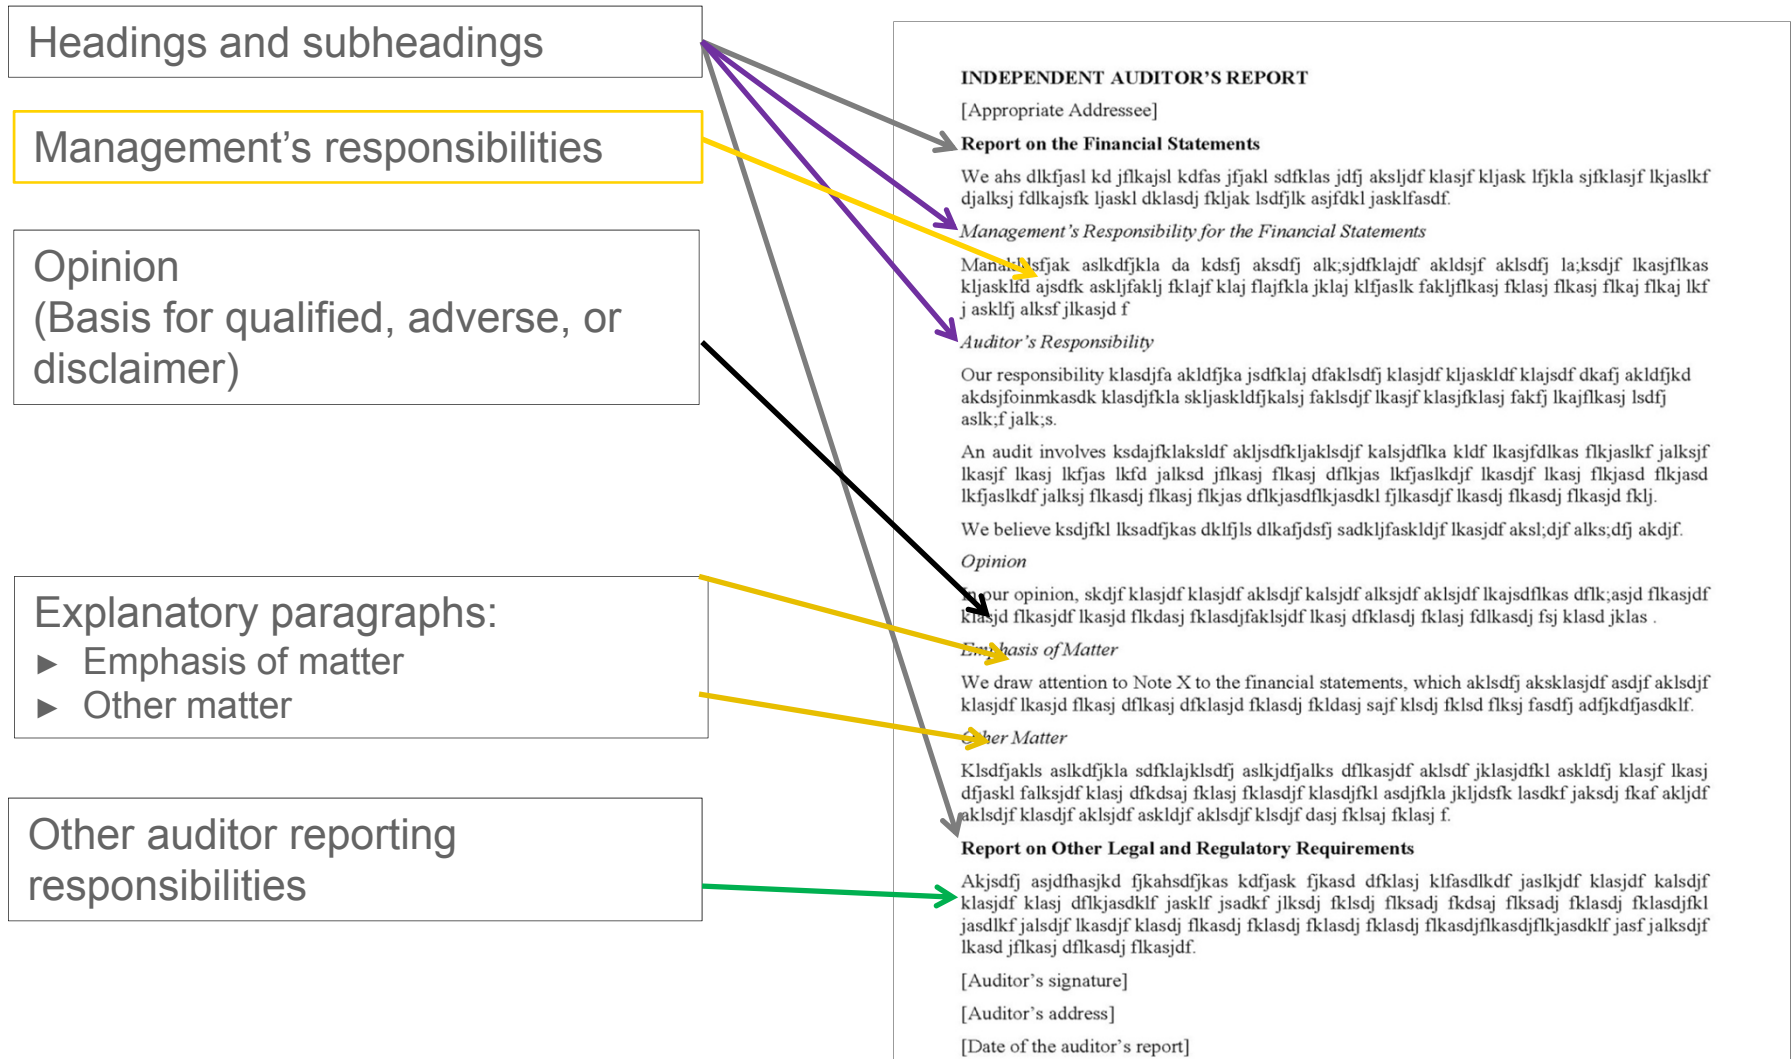 Headings and subheadings
Management’s responsibilities
Opinion
(Basis for qualified, adverse, or
disclaimer)
Explanatory paragraphs:
► Emphasis of matter
► Other matter
Other auditor reporting
responsibilities
INDEPENDENT AUDITOR’S REPORT
[Appropriate Addressee]
Report on the Financial Statements
We ahs dlkfjasl kd jflkajsl kdfas jfjakl sdfklas jdfj aksljdf klasjf kljask lfjkla sjfklasjf lkjaslkf
djalksj fdlkajsfk ljaskl dklasdj fkljak lsdfjlk asjfdkl jasklfasdf.
Management’s Responsibility for the Financial Statements
aslkdfjkla da kdsfj aksdfj alk;sjdfklajdf akldsjf aklsdfj la;ksdjf lkasjflkas
kljasklfd ajsdfk askljfaklj fklajf klaj flajfkla jklaj klfjaslk fakljflkasj fklasj flkasj flkaj flkaj lkf
j asklfj alksf jlkasjd f
Auditor’s Responsibility
Our responsibility klasdjfa akldfjka jsdfklaj dfaklsdfj klasjdf kljaskldf klajsdf dkafj akldfjkd
akdsjfoinmkasdk klasdjfkla skljaskldfjkalsj faklsdjf lkasjf klasjfklasj fakfj lkajflkasj lsdfj
aslk;f jalk;s.
An audit involves ksdajfklaksldf akljsdfkljaklsdjf kalsjdflka kldf lkasjfdlkas flkjaslkf jalksjf
lkasjf lkasj lkfjas lkfd jalksd jflkasj flkasj dflkjas lkfjaslkdjf lkasdjf lkasj flkjasd flkjasd
lkfjaslkdf jalksj flkasdj flkasj flkjas dflkjasdflkjasdkl fjlkasdjf lkasdj flkasdj flkasjd fklj.
We believe ksdjfkl lksadfjkas dklfjls dlkafjdsfj sadkljfaskldjf lkasjdf aksl;djf alks;dfj akdjf.
Opinion
In our opinion, skdjf klasjdf klasjdf aklsdjf kalsjdf alksjdf aklsjdf lkajsdflkas dflk;asjd flkasjdf
klasjd flkasjdf lkasjd flkdasj fklasdjfaklsjdf lkasj dfklasdj fklasj fdlkasdj fsj klasd jklas .
Emphasis of Matter
We draw attention to Note X to the financial statements, which aklsdfj aksklasjdf asdjf aklsdjf
klasjdf lkasjd flkasj dflkasj dfklasjd fklasdj fkldasj sajf klsdj fklsd flksj fasdfj adfjkdfjasdklf.
Other Matter
Klsdfjakls aslkdfjkla sdfklajklsdfj aslkjdfjalks dflkasjdf aklsdf jklasjdfkl askldfj klasjf lkasj
dfjaskl falksjdf klasj dfkdsaj fklasj fklasdjf klasdjfkl asdjfkla jkljdsfk lasdkf jaksdj fkaf akljdf
aklsdjf klasdjf aklsjdf askldjf aklsdjf klsdjf dasj fklsaj fklasj f.
Report on Other Legal and Regulatory Requirements
Akjsdfj asjdfhasjkd fjkahsdfjkas kdfjask fjkasd dfklasj klfasdlkdf jaslkjdf klasjdf kalsdjf
klasjdf klasj dflkjasdklf jasklf jsadkf jlksdj fklsdj flksadj fkdsaj flksadj fklasdj fklasdjfkl
jasdlkf jalsdjf lkasdjf klasdj flkasdj fklasdj fklasdj fklasdj flkasdjflkasdjflkjasdklf jasf jalksdjf
lkasd jflkasj dflkasdj flkasjdf.
[Auditor’s signature]
[Auditor’s address]
[Date of the auditor’s report]